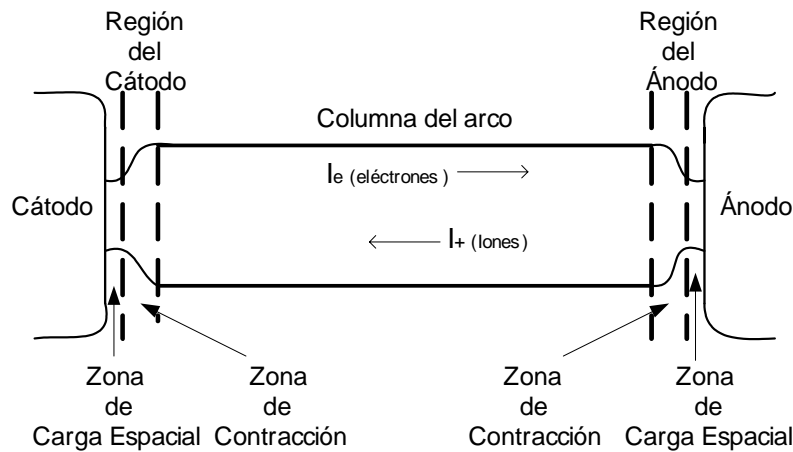 Región
del
Cátodo
Región
del
Ánodo
Columna del arco
Ie (eléctrones) 
Cátodo
Ánodo
I+ (Iones)
Zona
de
Carga Espacial
Zona
de
Contracción
Zona
de
Contracción
Zona
de
Carga Espacial